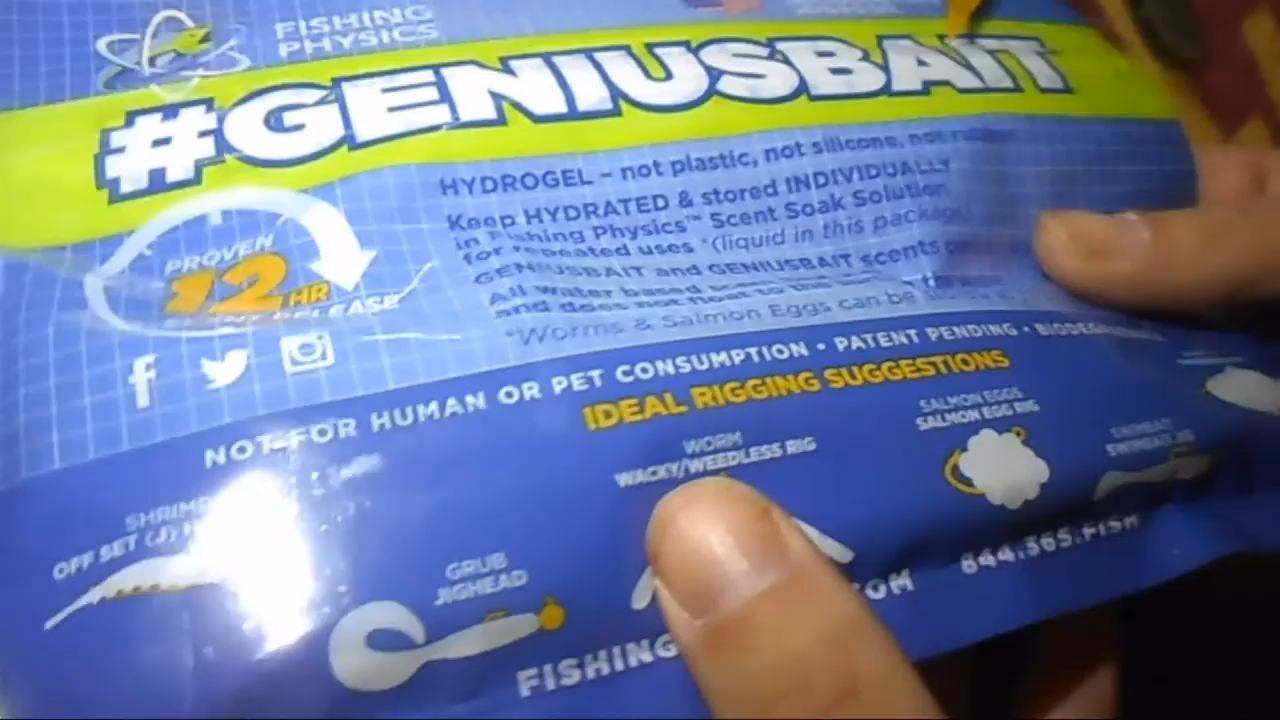 FISHING
PHYSICS
#GENIUSBAIT
HYDROGEL – not plastic, not silicone, not
Keep HYDRATED & stored INDIVIDUALLY
in Fishing Physics™ Scent Soak Solution
for repeated uses *(liquid in this package)
GENIUSBAIT and GENIUSBAIT scents
All water based
and does not float to the
*Worms & Salmon Eggs can be
PROVEN
12 HR
RELEASE
NOT FOR HUMAN OR PET CONSUMPTION • PATENT PENDING •
IDEAL RIGGING SUGGESTIONS
SHRIMP
OFF SET (J)
GRUB
JIGHEAD
WORM
WACKY/WEEDLESS RIG
SALMON EGGS
SALMON EGG RIG
SWIMBAIT
SWIMBAIT
FISHING
COM
844.365.FISH